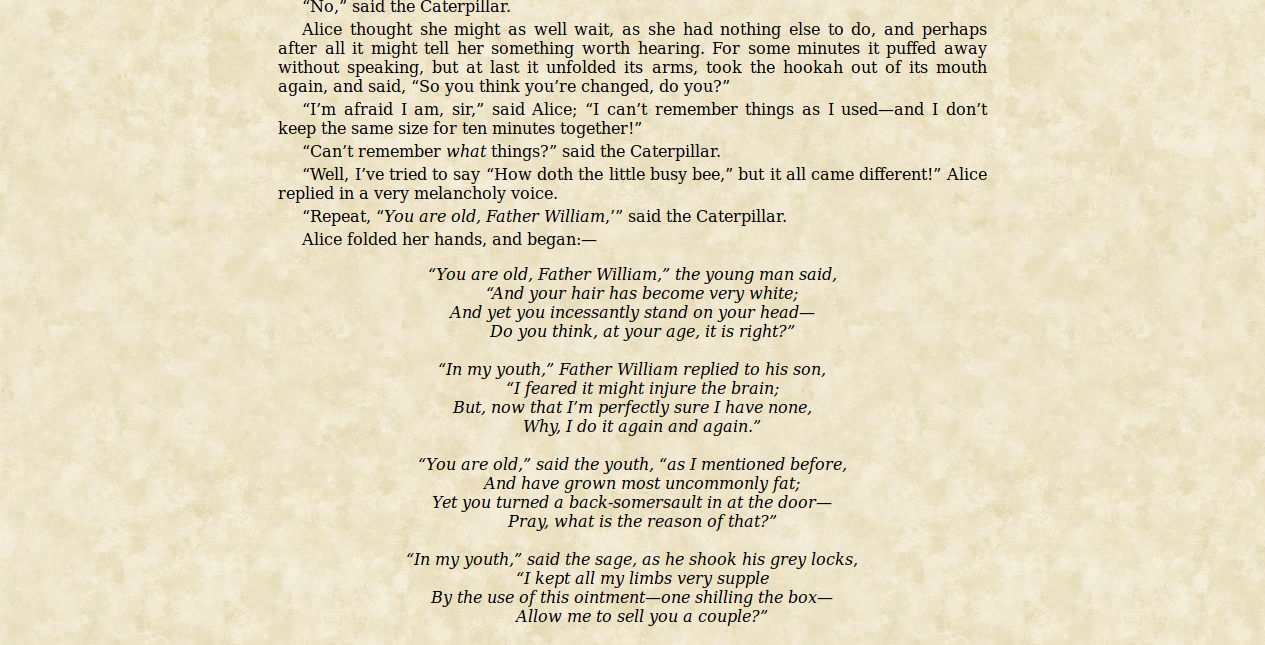 “No,” said the Caterpillar.
Alice thought she might as well wait, as she had nothing else to do, and perhaps
after all it might tell her something worth hearing. For some minutes it puffed away
without speaking, but at last it unfolded its arms, took the hookah out of its mouth
again, and said, “So you think you’re changed, do you?”
“I’m afraid I am, sir,” said Alice; “I can’t remember things as I used—and I don’t
keep the same size for ten minutes together!”
“Can’t remember what things?” said the Caterpillar.
“Well, I’ve tried to say “How doth the little busy bee,” but it all came different!” Alice
replied in a very melancholy voice.
“Repeat, “You are old, Father William,’” said the Caterpillar.
Alice folded her hands, and began:—
“You are old, Father William,” the young man said,
“And your hair has become very white;
And yet you incessantly stand on your head—
Do you think, at your age, it is right?”
“In my youth,” Father William replied to his son,
“I feared it might injure the brain;
But, now that I’m perfectly sure I have none,
Why, I do it again and again.”
“You are old,” said the youth, “as I mentioned before,
And have grown most uncommonly fat;
Yet you turned a back-somersault in at the door—
Pray, what is the reason of that?”
“In my youth,” said the sage, as he shook his grey locks,
“I kept all my limbs very supple
By the use of this ointment—one shilling the box—
Allow me to sell you a couple?”